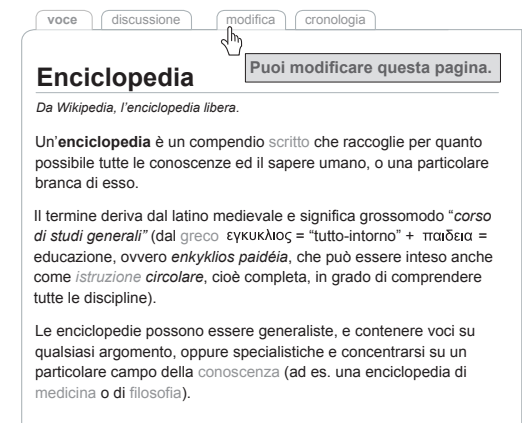 voce discussione modifica cronologia
Puoi modificare questa pagina.
Enciclopedia
Da Wikipedia, l'enciclopedia libera.
Un'enciclopedia è un compendio scritto che raccoglie per quanto
possibile tutte le conoscenze ed il sapere umano, o una particolare
branca di esso.
Il termine deriva dal latino medievale e significa grossomodo “corso
di studi generali” (dal greco εγκυκλιος = “tutto-intorno” + παιδεια =
educazione, ovvero enkyklios paidéia, che può essere inteso anche
come istruzione circolare, cioè completa, in grado di comprendere
tutte le discipline).
Le enciclopedie possono essere generaliste, e contenere voci su
qualsiasi argomento, oppure specialistiche e concentrarsi su un
particolare campo della conoscenza (ad es. una enciclopedia di
medicina o di filosofia).